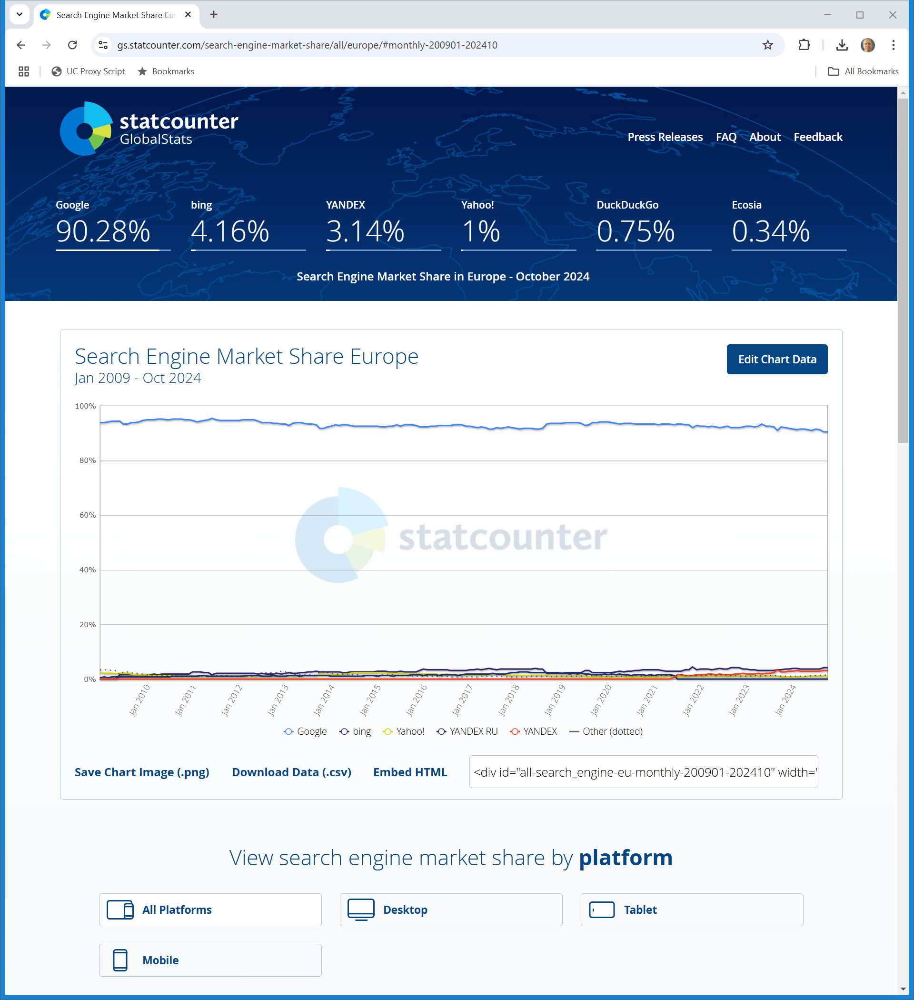 Search Engine Market Share Eur
gs.statcounter.com/search-engine-market-share/all/europe/#monthly-200901-202410
UC Proxy Script
Bookmarks
All Bookmarks
statcounter
GlobalStats
Press Releases FAQ About Feedback
Google bing YANDEX Yahoo! DuckDuckGo Ecosia
90.28% 4.16% 3.14% 1% 0.75% 0.34%
Search Engine Market Share in Europe - October 2024
Search Engine Market Share Europe
Jan 2009 - Oct 2024
Edit Chart Data
100%
80%
60%
statcounter
40%
20%
0%
Jan 2010 Jan 2011 Jan 2012 Jan 2013 Jan 2014 Jan 2015 Jan 2016 Jan 2017 Jan 2018 Jan 2019 Jan 2020 Jan 2021 Jan 2022 Jan 2023 Jan 2024
Google bing Yahoo! YANDEX RU YANDEX Other (dotted)
Save Chart Image (.png) Download Data (.csv) Embed HTML <div id="all-search_engine-eu-monthly-200901-202410" width='
View search engine market share by platform
All Platforms Desktop Tablet
Mobile